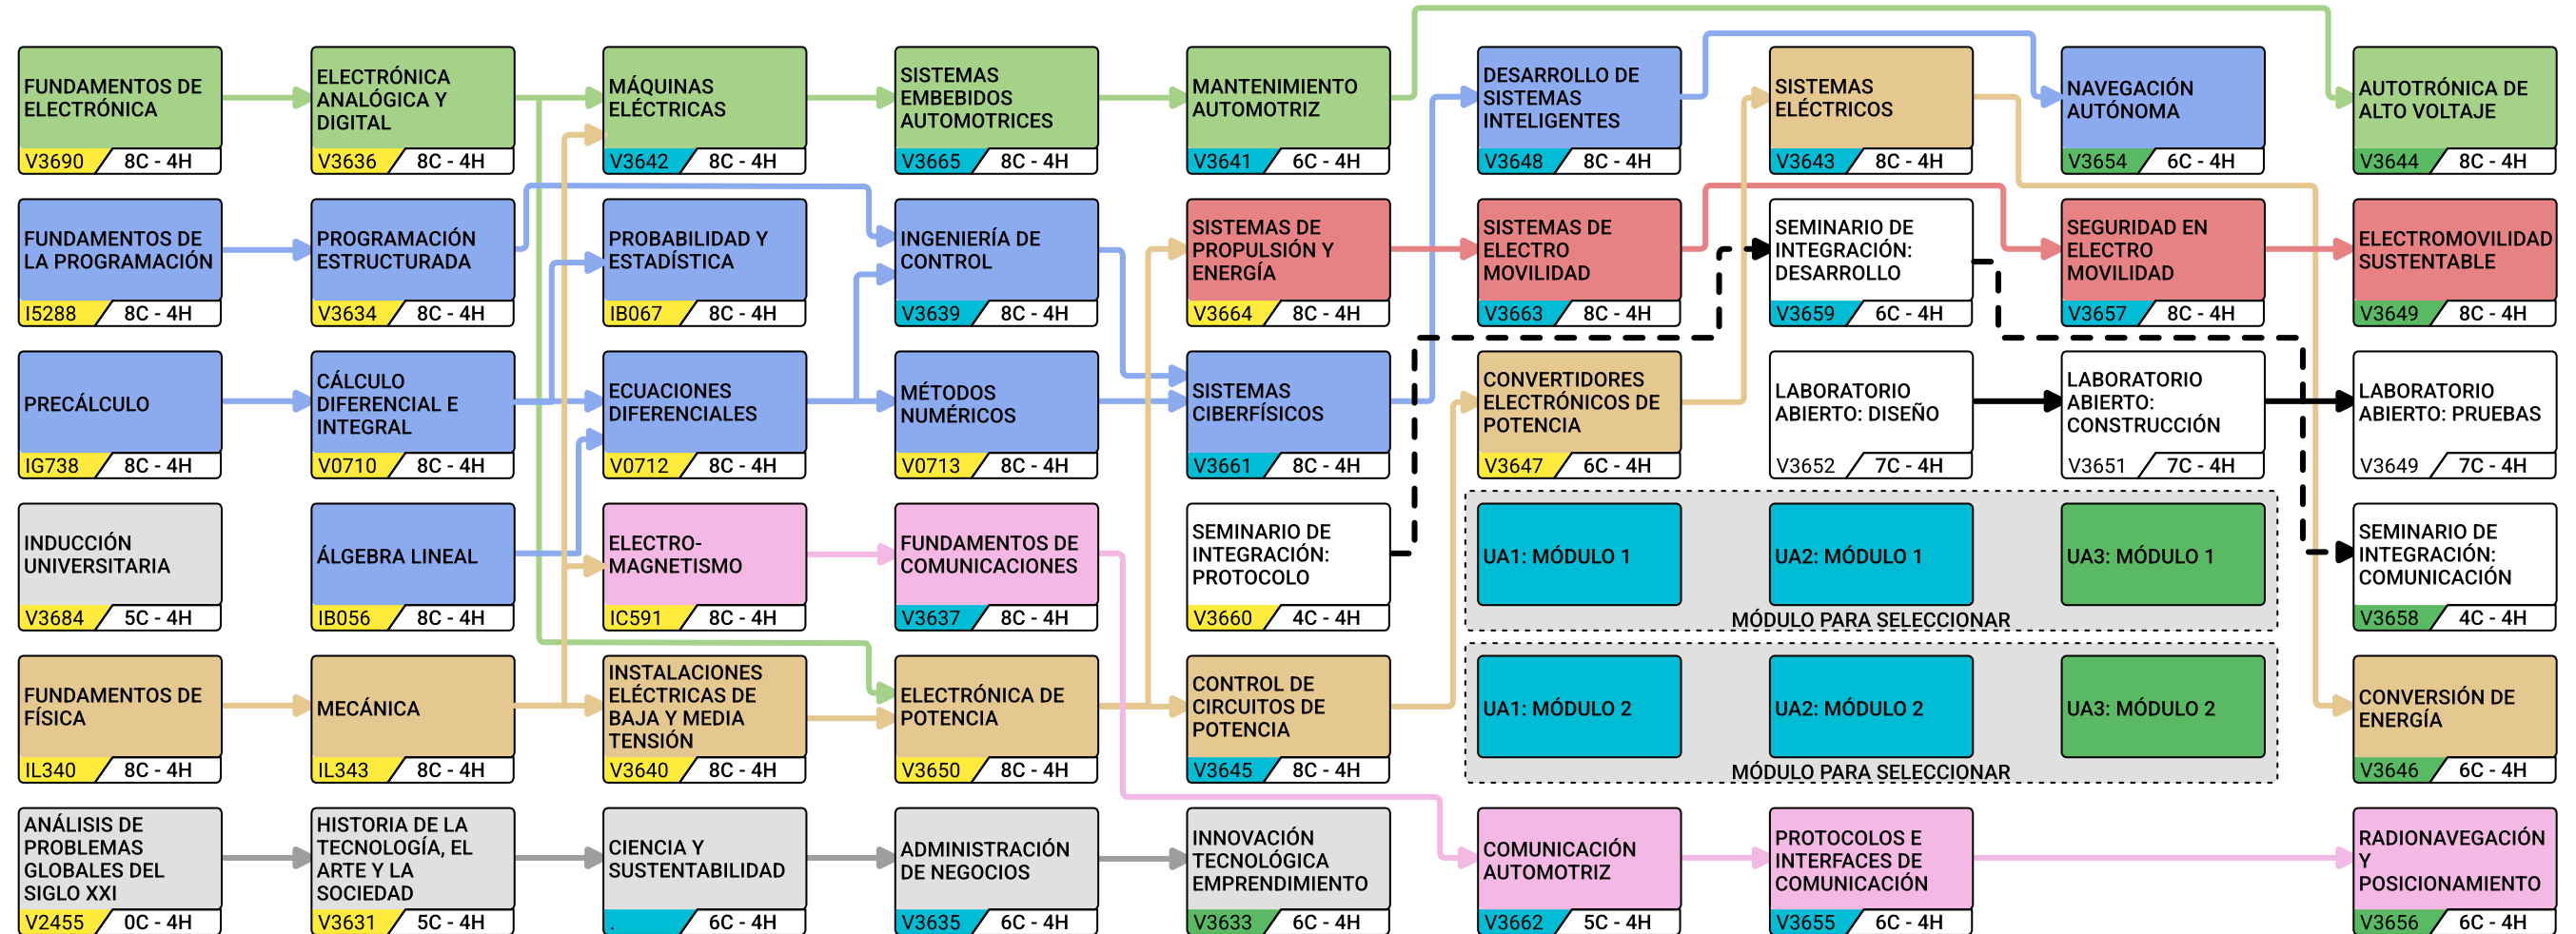 FUNDAMENTOS DE
ELECTRÓNICA
V3690
8C - 4H
ELECTRÓNICA
ANALÓGICA Y
DIGITAL
V3636
8C - 4H
MÁQUINAS
ELÉCTRICAS
V3642
8C - 4H
SISTEMAS
EMBEBIDOS
AUTOMOTRICES
V3665
8C - 4H
MANTENIMIENTO
AUTOMOTRIZ
V3641
6C - 4H
DESARROLLO DE
SISTEMAS
INTELIGENTES
V3648
8C - 4H
SISTEMAS
ELÉCTRICOS
V3643
8C - 4H
NAVEGACIÓN
AUTÓNOMA
V3654
6C - 4H
AUTOTRÓNICA DE
ALTO VOLTAJE
V3644
8C - 4H
FUNDAMENTOS DE
LA PROGRAMACIÓN
I5288
8C - 4H
PROGRAMACIÓN
ESTRUCTURADA
V3634
8C - 4H
PROBABILIDAD Y
ESTADÍSTICA
IB067
8C - 4H
INGENIERÍA DE
CONTROL
V3639
8C - 4H
SISTEMAS DE
PROPULSIÓN Y
ENERGÍA
V3664
8C - 4H
SISTEMAS DE
ELECTRO
MOVILIDAD
V3663
8C - 4H
SEMINARIO DE
INTEGRACIÓN:
DESARROLLO
V3659
6C - 4H
SEGURIDAD EN
ELECTRO
MOVILIDAD
V3657
8C - 4H
ELECTROMOVILIDAD
SUSTENTABLE
V3649
8C - 4H
PRECÁLCULO
IG738
8C - 4H
CÁLCULO
DIFERENCIAL E
INTEGRAL
V0710
8C - 4H
ECUACIONES
DIFERENCIALES
V0712
8C - 4H
MÉTODOS
NUMÉRICOS
V0713
8C - 4H
SISTEMAS
CIBERFÍSICOS
V3661
8C - 4H
CONVERTIDORES
ELECTRÓNICOS DE
POTENCIA
V3647
6C - 4H
LABORATORIO
ABIERTO: DISEÑO
V3652
7C - 4H
LABORATORIO
ABIERTO:
CONSTRUCCIÓN
V3651
7C - 4H
LABORATORIO
ABIERTO: PRUEBAS
V3649
7C - 4H
INDUCCIÓN
UNIVERSITARIA
V3684
5C - 4H
ÁLGEBRA LINEAL
IB056
8C - 4H
ELECTRO-
MAGNETISMO
IC591
8C - 4H
FUNDAMENTOS DE
COMUNICACIONES
V3637
8C - 4H
SEMINARIO DE
INTEGRACIÓN:
PROTOCOLO
V3660
4C - 4H
UA1: MÓDULO 1
UA2: MÓDULO 1
UA3: MÓDULO 1
MÓDULO PARA SELECCIONAR
SEMINARIO DE
INTEGRACIÓN:
COMUNICACIÓN
V3658
4C - 4H
FUNDAMENTOS DE
FÍSICA
IL340
8C - 4H
MECÁNICA
IL343
8C - 4H
INSTALACIONES
ELÉCTRICAS DE
BAJA Y MEDIA
TENSIÓN
V3640
8C - 4H
ELECTRÓNICA DE
POTENCIA
V3650
8C - 4H
CONTROL DE
CIRCUITOS DE
POTENCIA
V3645
8C - 4H
UA1: MÓDULO 2
UA2: MÓDULO 2
UA3: MÓDULO 2
MÓDULO PARA SELECCIONAR
CONVERSIÓN DE
ENERGÍA
V3646
6C - 4H
ANÁLISIS DE
PROBLEMAS
GLOBALES DEL
SIGLO XXI
V2455
0C - 4H
HISTORIA DE LA
TECNOLOGÍA, EL
ARTE Y LA
SOCIEDAD
V3631
5C - 4H
CIENCIA Y
SUSTENTABILIDAD
.
6C - 4H
ADMINISTRACIÓN
DE NEGOCIOS
V3635
6C - 4H
INNOVACIÓN
TECNOLÓGICA
EMPRENDIMIENTO
V3633
6C - 4H
COMUNICACIÓN
AUTOMOTRIZ
V3662
5C - 4H
PROTOCOLOS E
INTERFACES DE
COMUNICACIÓN
V3655
6C - 4H
RADIONAVEGACIÓN
Y
POSICIONAMIENTO
V3656
6C - 4H